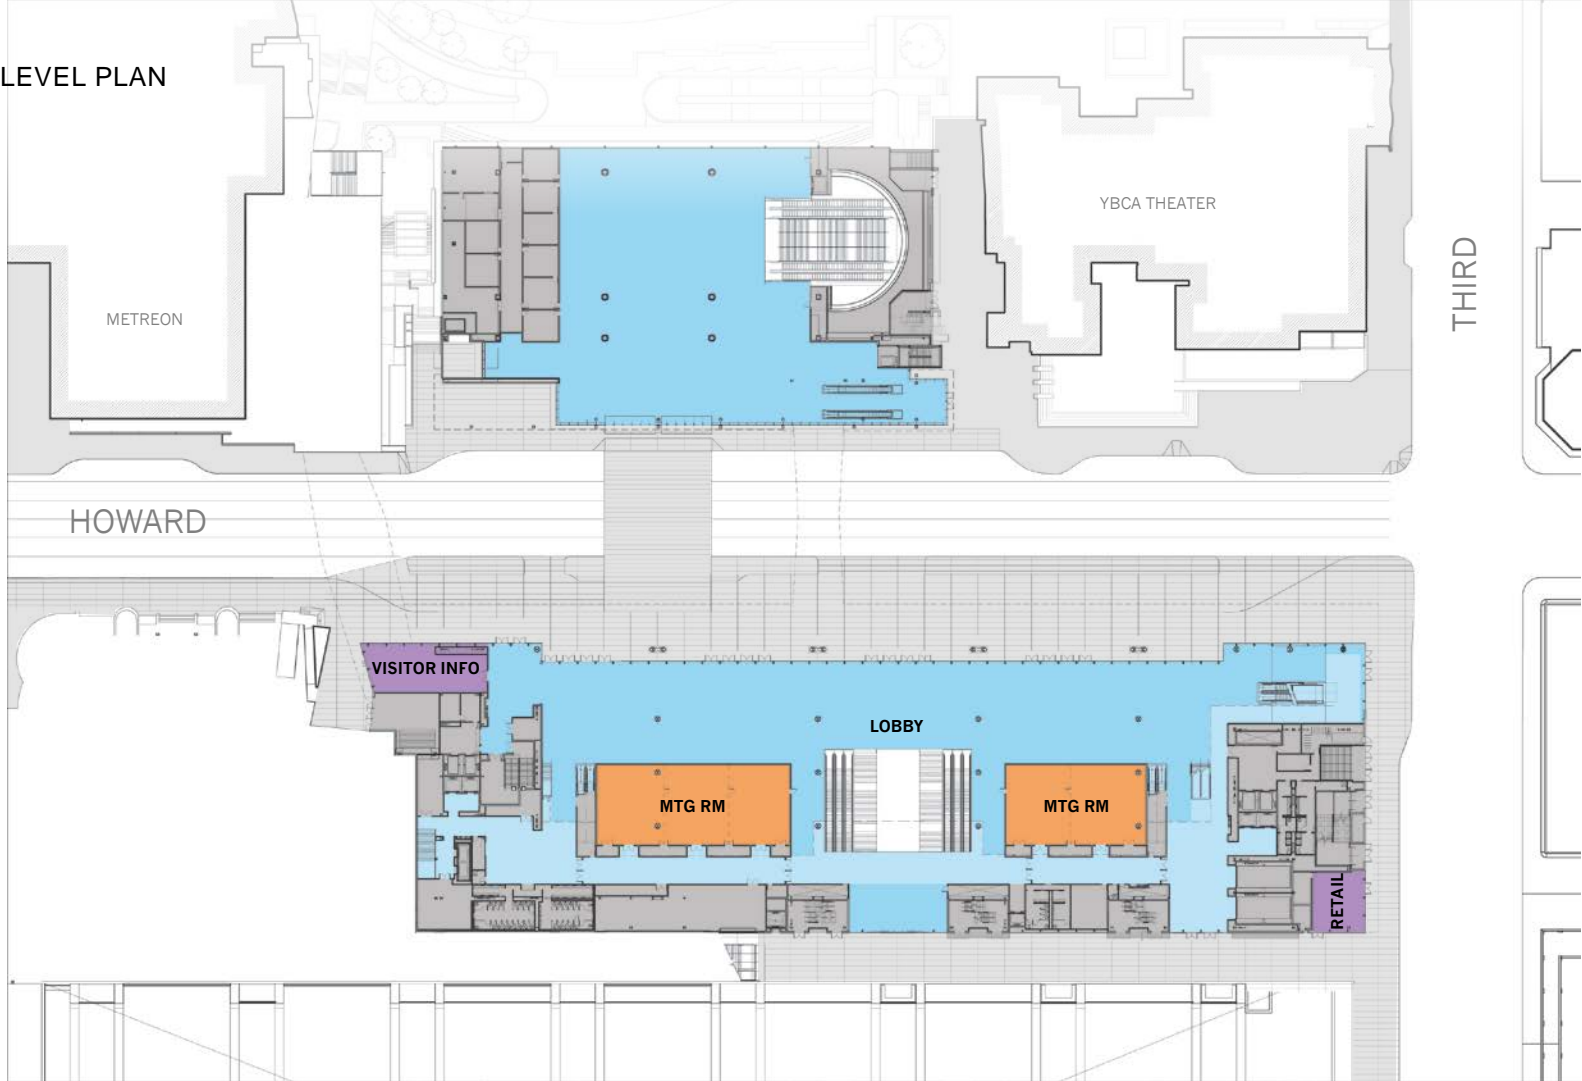 LEVEL PLAN
YBCA THEATER
THIRD
METREON
HOWARD
VISITOR INFO
LOBBY
MTG RM
MTG RM
RETAIL